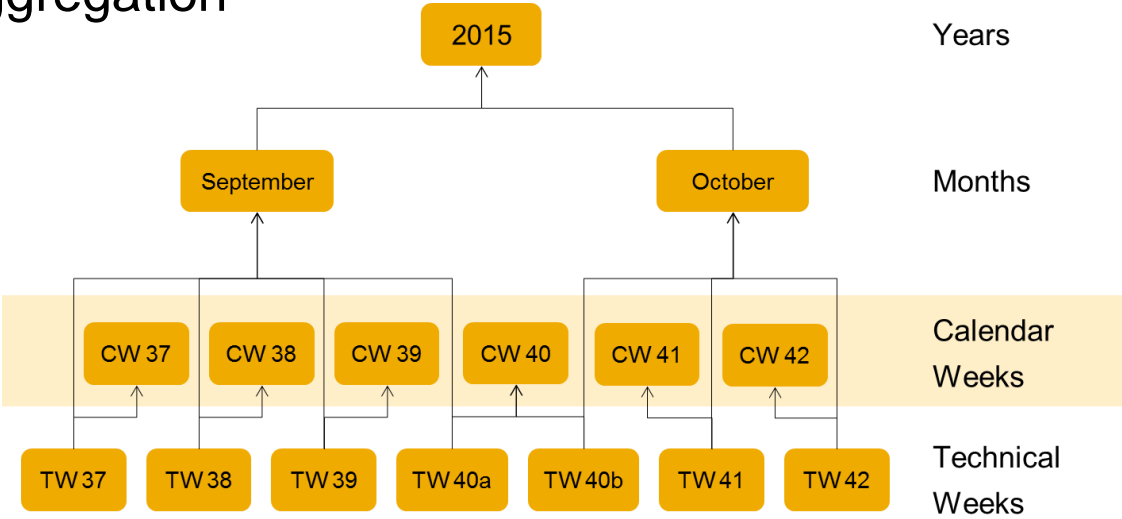 2015
Years
September
October
Months
CW 37
CW 38
CW 39
CW 40
CW 41
CW 42
Calendar
Weeks
TW 37
TW 38
TW 39
TW 40a
TW 40b
TW 41
TW 42
Technical
Weeks